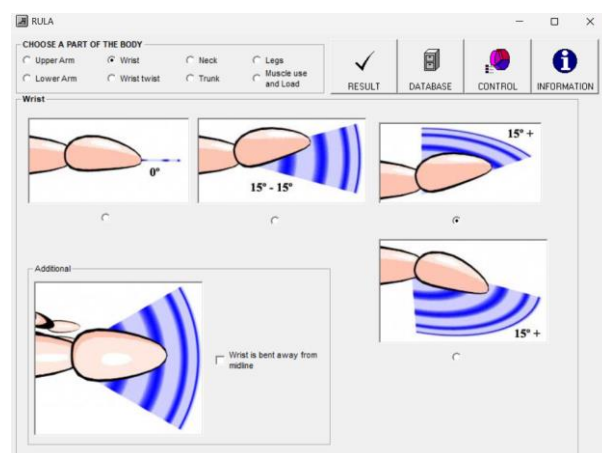 RULA
CHOOSE A PART OF THE BODY
Upper Arm
Wrist
Neck
Legs
Lower Arm
Wrist twist
Trunk
Muscle use
and Load
RESULT
DATABASE
CONTROL
INFORMATION
Wrist
0°
15° - 15°
15° +
15° +
Additional
Wrist is bent away from
midline